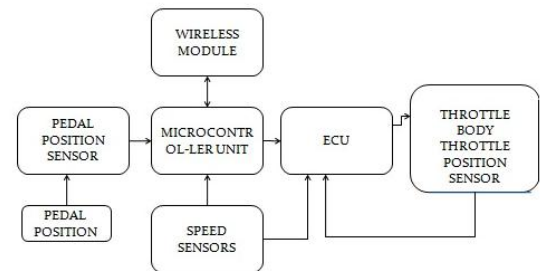 WIRELESS
MODULE
PEDAL
POSITION
SENSOR
MICROCONTR
OL-LER UNIT
ECU
THROTTLE
BODY
THROTTLE
POSITION
SENSOR
PEDAL
POSITION
SPEED
SENSORS